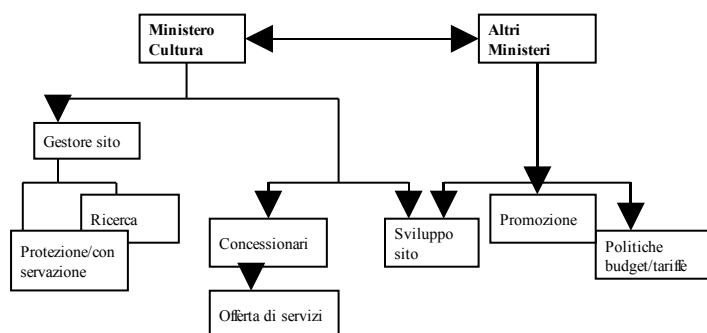 Ministero
Cultura
Altri
Ministeri
Gestore sito
Ricerca
Protezione/con
servazione
Concessionari
Offerta di servizi
Sviluppo
sito
Promozione
Politiche
budget/tariffe